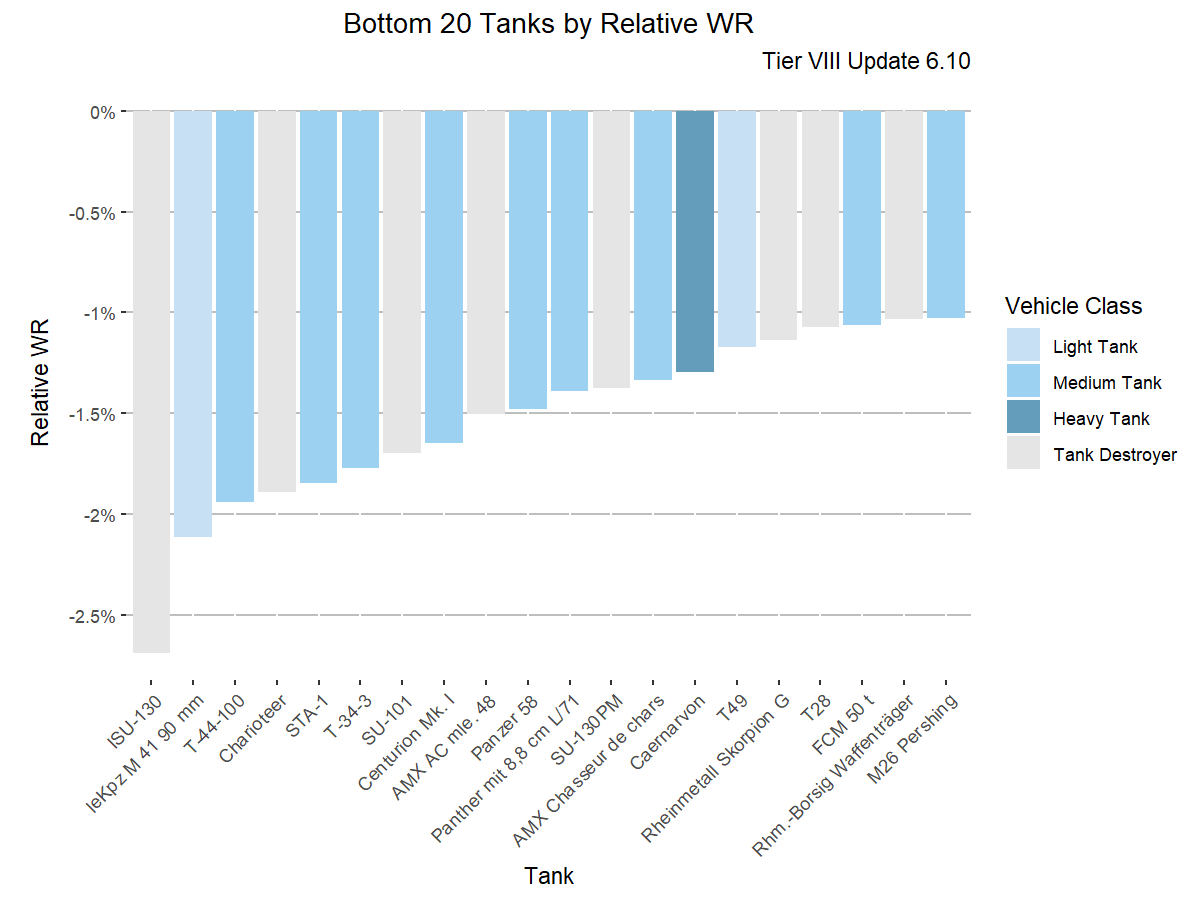 Bottom 20 Tanks by Relative WR
Tier VIII Update 6.10
0%
-0.5%
-1%
-1.5%
-2%
-2.5%
Relative WR
ISU-130
leKpz M 41 90 mm
T-44-100
Charioteer
STA-1
T-34-3
SU-101
Centurion Mk. I
AMX AC mle. 48
Panzer 58
Panther mit 8,8 cm L/71
SU-130PM
AMX Chasseur de chars
Caernarvon
T49
Rheinmetall Skorpion G
T28
FCM 50 t
Rhm.-Borsig Waffenträger
M26 Pershing
Tank
Vehicle Class
Light Tank
Medium Tank
Heavy Tank
Tank Destroyer